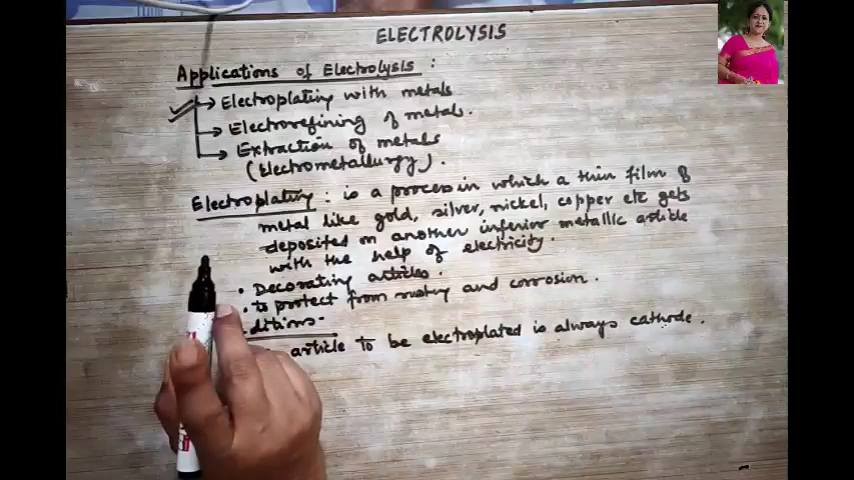 ELECTROLYSIS
Applications of Electrolysis :
→ Electroplating with metals
→ Electrorefining of metals.
→ Extraction of metals
(Electrometallurgy).
Electroplating : is a process in which a thin film of
metal like gold, silver, nickel, copper etc gets
deposited on another inferior metallic article
with the help of electricity.
• Decorating articles.
• to protect from rusting and corrosion.
ditions-
article to be electroplated is always cathode.